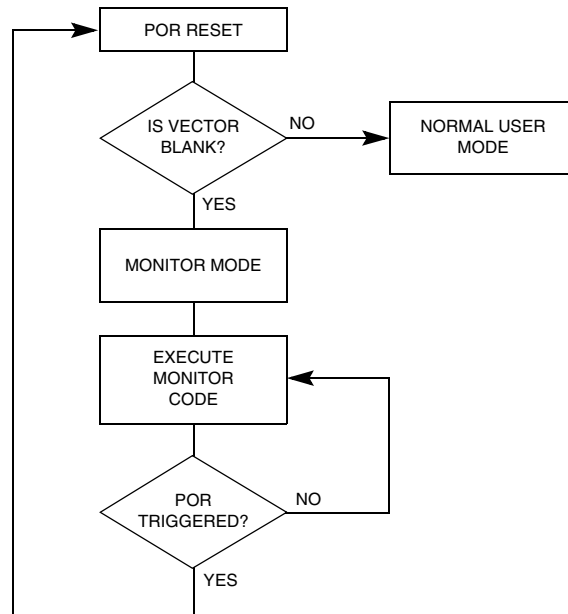 POR RESET
IS VECTOR
BLANK?
NO
NORMAL USER
MODE
YES
MONITOR MODE
EXECUTE
MONITOR
CODE
POR
TRIGGERED?
NO
YES